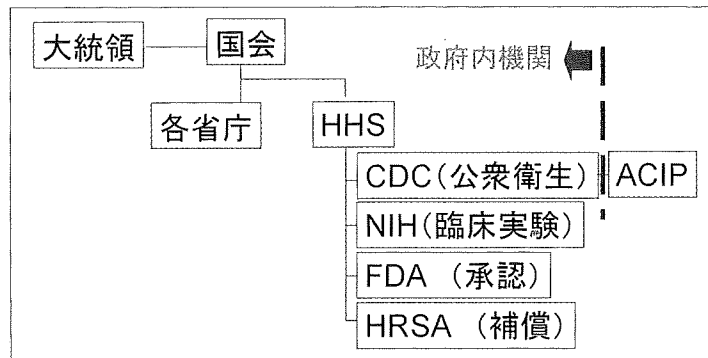 大統領
国会
政府内機関
各省庁
HHS
CDC(公衆衛生)
ACIP
NIH(臨床実験)
FDA (承認)
HRSA (補償)